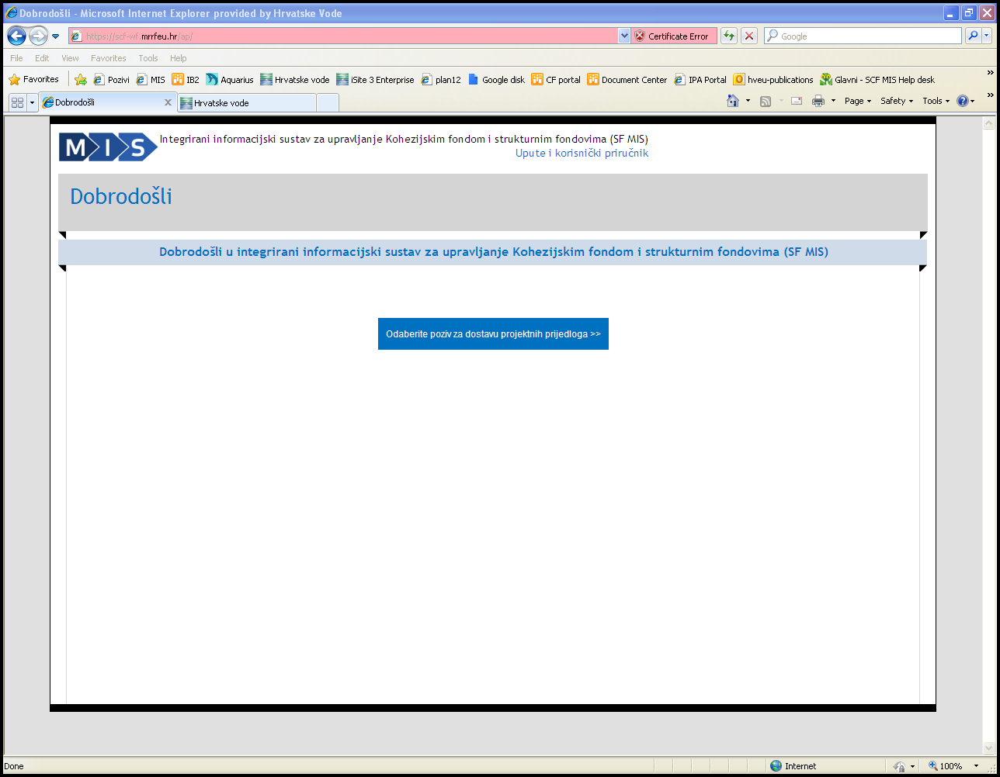 Dobrodošli - Microsoft Internet Explorer provided by Hrvatske Vode
https://scf-wf.mrrfeu.hr/ap/
Certificate Error
Google
File Edit View Favorites Tools Help
Favorites Pozivi MIS IB2 Aquarius Hrvatske vode iSite 3 Enterprise plan12 Google disk CF portal Document Center IPA Portal hveu-publications Glavni - SCF MIS Help desk
Dobrodošli Hrvatske vode Page Safety Tools
MIS Integrirani informacijski sustav za upravljanje Kohezijskim fondom i strukturnim fondovima (SF MIS)
Upute i korisnički priručnik
Dobrodošli
Dobrodošli u integrirani informacijski sustav za upravljanje Kohezijskim fondom i strukturnim fondovima (SF MIS)
Odaberite poziv za dostavu projektnih prijedloga >>
Done Internet 100%